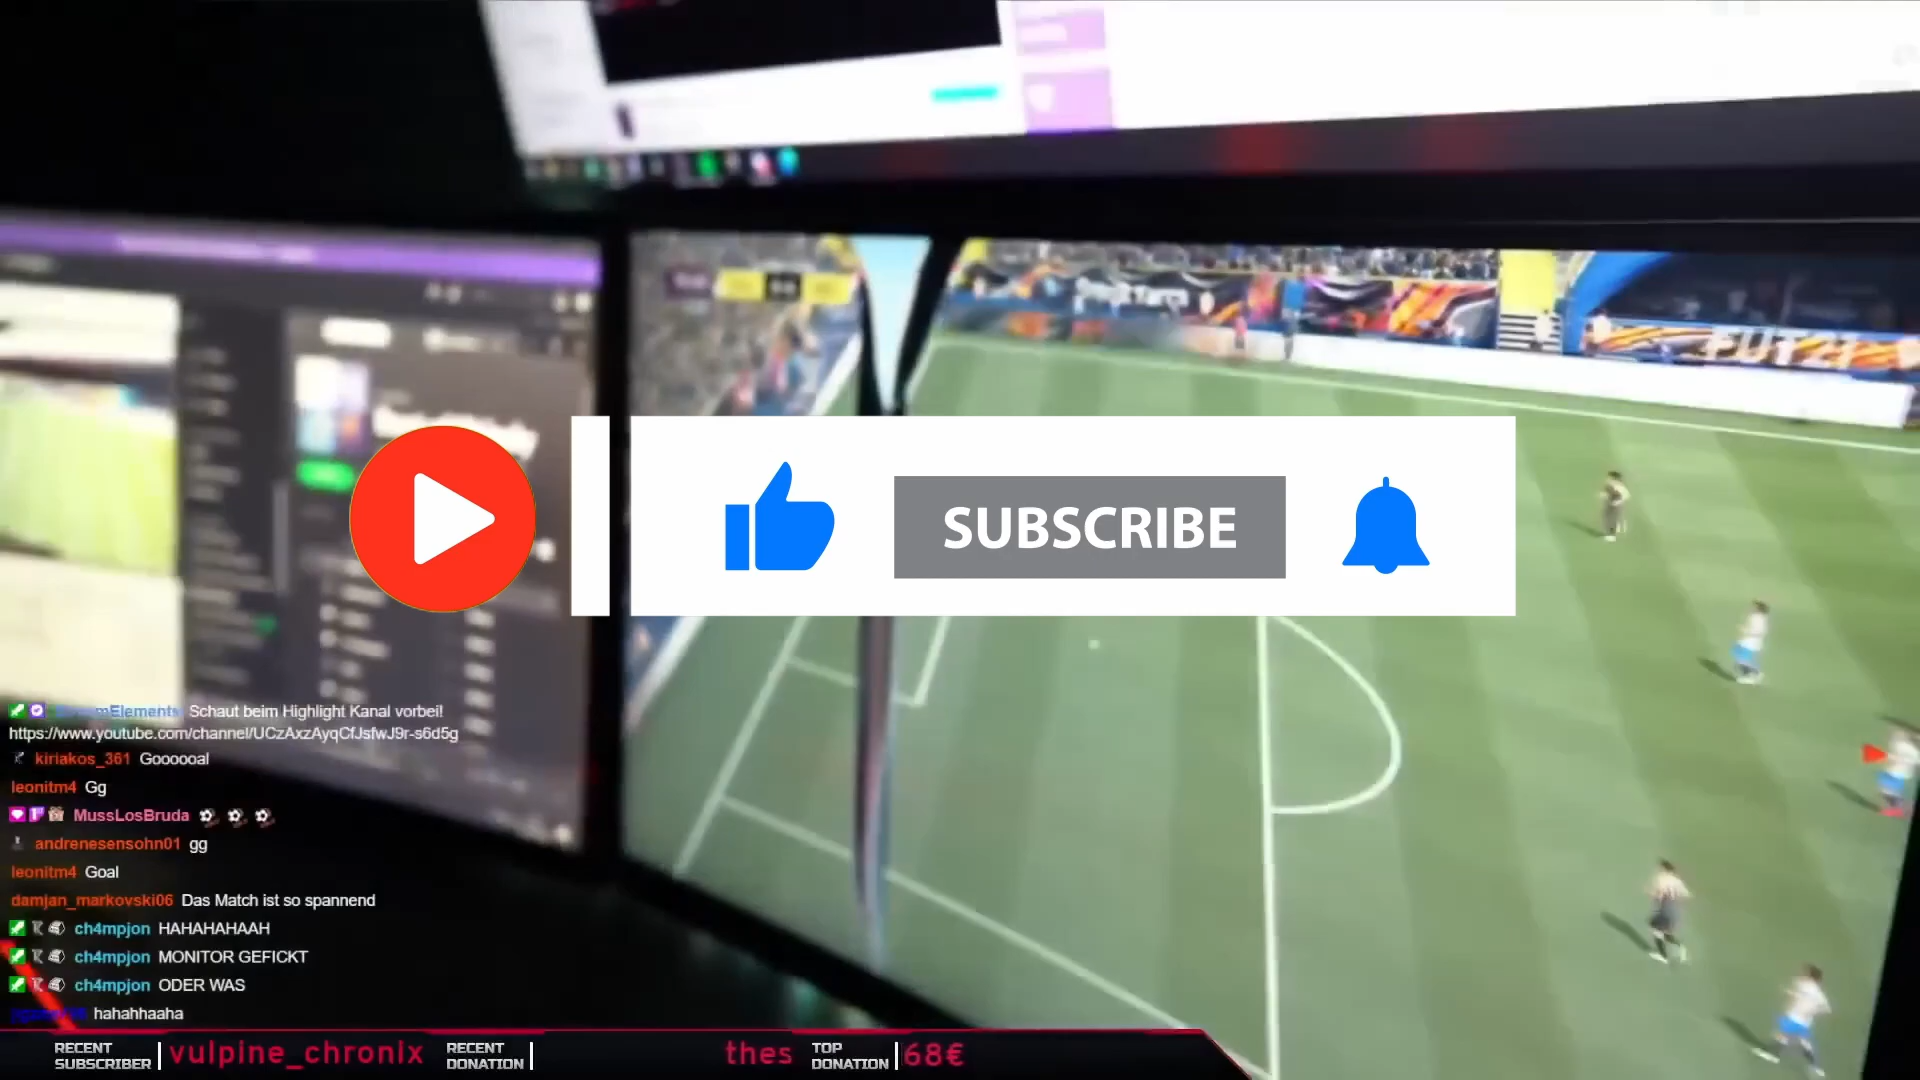 FUT21
SUBSCRIBE
StreamElements: Schaut beim Highlight Kanal vorbei!
https://www.youtube.com/channel/UCzAxzAyqCfJsfwJ9r-s6d5g
kiriakos_361 Goooooal
leonitm4 Gg
MussLosBruda
andrenesensohn01 gg
leonitm4 Goal
damjan_markovski06 Das Match ist so spannend
ch4mpjon HAHAHAHAAH
ch4mpjon MONITOR GEFICKT
ch4mpjon ODER WAS
hahahhaaha
RECENT SUBSCRIBER vulpine_chronix RECENT DONATION thes TOP DONATION 68€